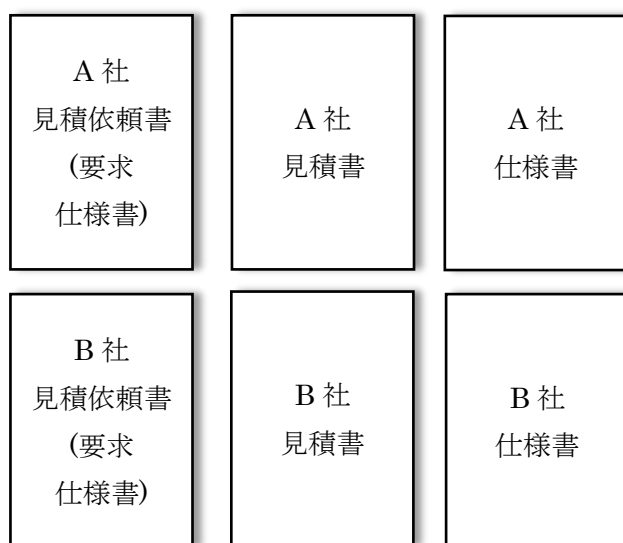 A 社
見積依頼書
(要求
仕様書)
A 社
見積書
A 社
仕様書
B 社
見積依頼書
(要求
仕様書)
B 社
見積書
B 社
仕様書